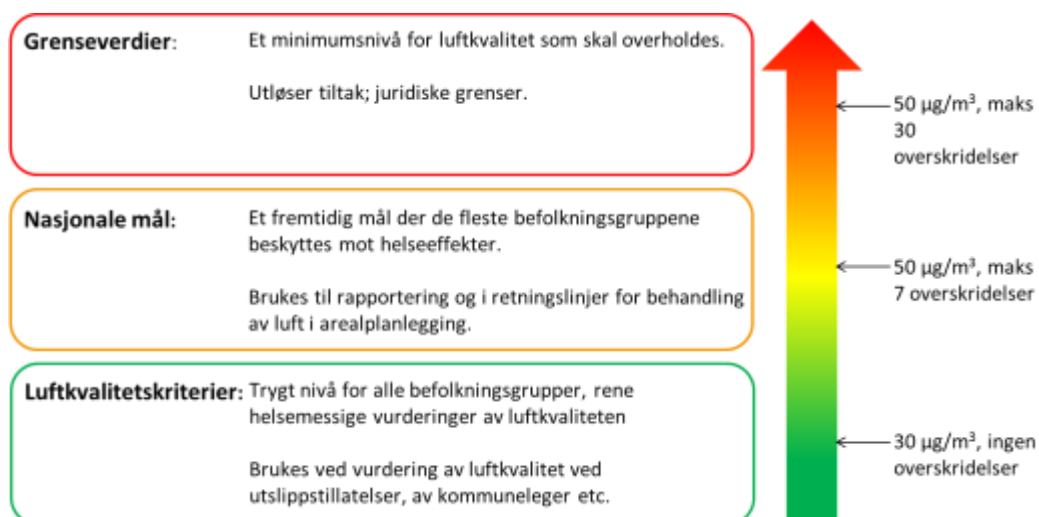 Grenseverdier: Et minimumsnivå for luftkvalitet som skal overholdes.
Utløser tiltak; juridiske grenser.
50 µg/m³, maks
30
overskridelser
Nasjonale mål: Et fremtidig mål der de fleste befolkningsgruppene
beskyttes mot helseeffekter.
Brukes til rapportering og i retningslinjer for behandling
av luft i arealplanlegging.
50 µg/m³, maks
7 overskridelser
Luftkvalitetskriterier: Trygt nivå for alle befolkningsgrupper, rene
helsemessige vurderinger av luftkvaliteten
Brukes ved vurdering av luftkvalitet ved
utslippstillatelser, av kommuneleger etc.
30 µg/m³, ingen
overskridelser